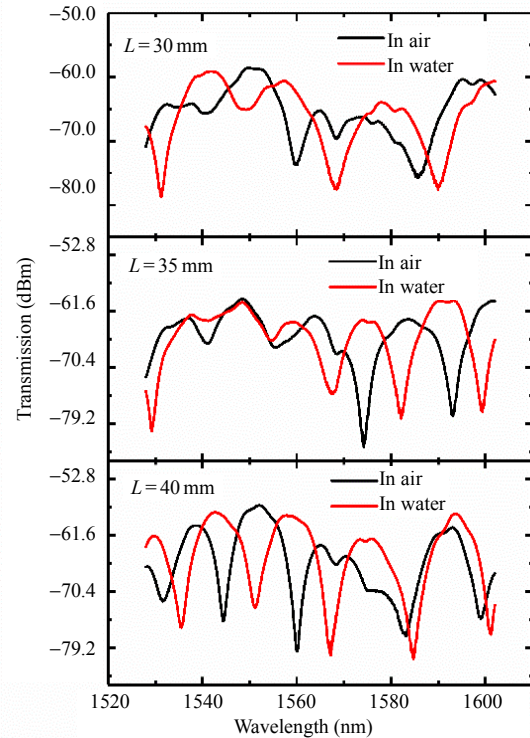 −50.0
L = 30 mm
In air
In water
−60.0
−70.0
−80.0
−52.8
L = 35 mm
In air
In water
−61.6
−70.4
−79.2
Transmission (dBm)
−52.8
L = 40 mm
In air
In water
−61.6
−70.4
−79.2
1520 1540 1560 1580 1600
Wavelength (nm)